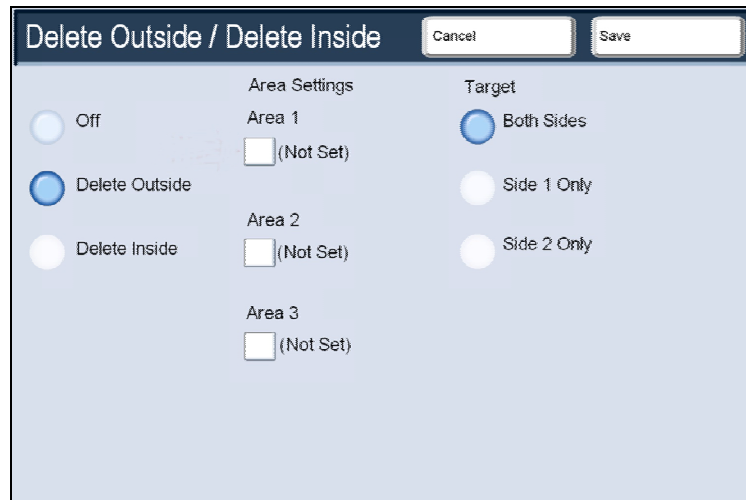 Delete Outside / Delete Inside
Cancel
Save
Off
Delete Outside
Delete Inside
Area Settings
Area 1
(Not Set)
Area 2
(Not Set)
Area 3
(Not Set)
Target
Both Sides
Side 1 Only
Side 2 Only